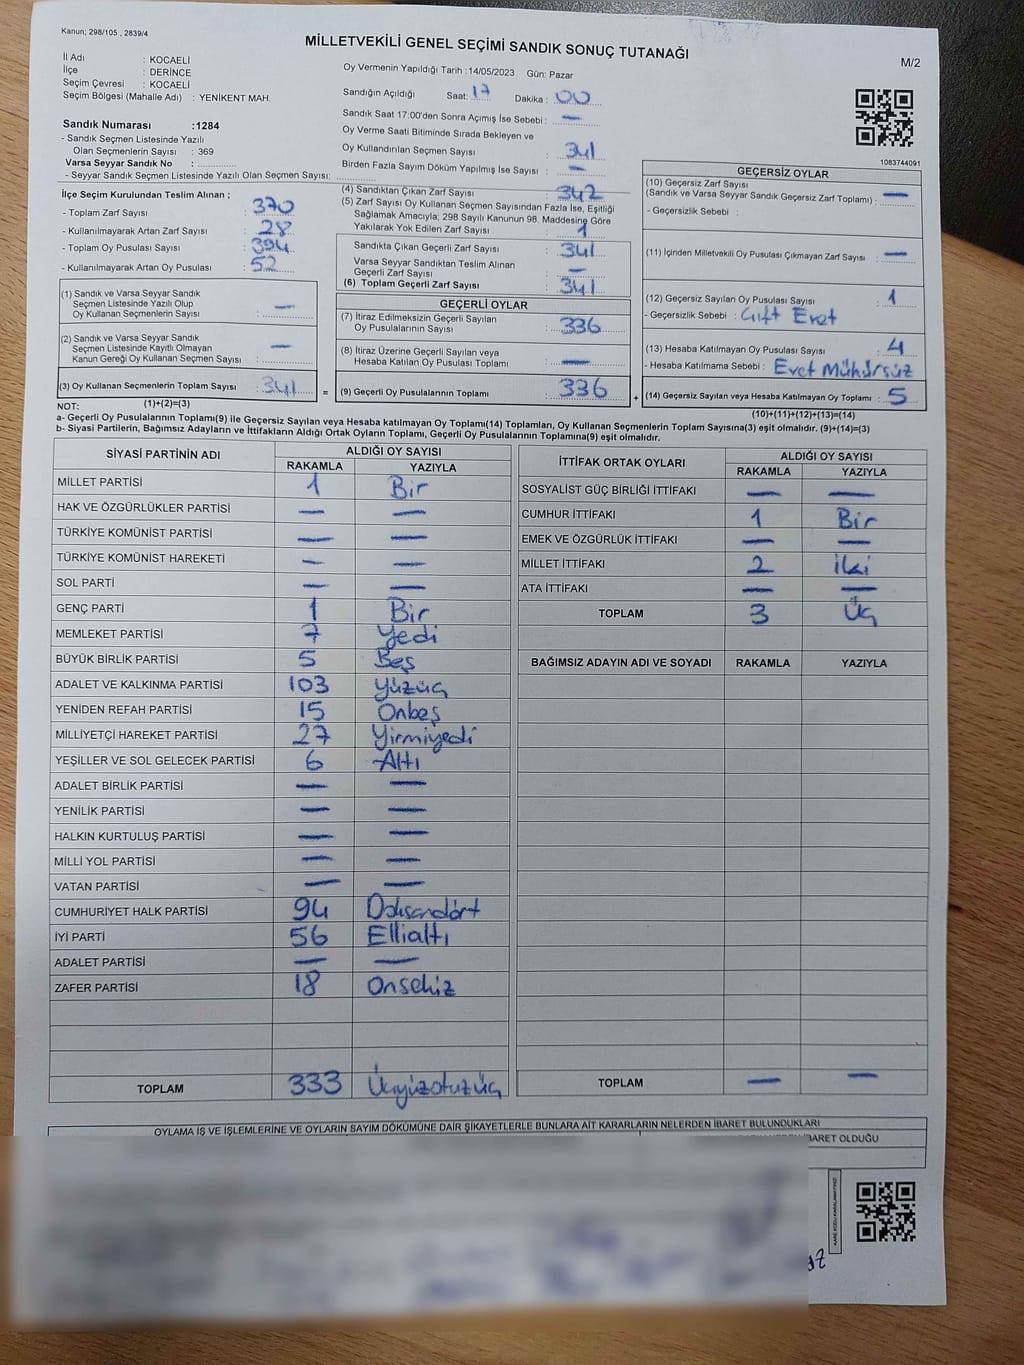 Kanun; 298/105 , 2839/4
MİLLETVEKİLİ GENEL SEÇİMİ SANDIK SONUÇ TUTANAĞI
M/2
İl Adı : KOCAELİ
İlçe : DERİNCE
Seçim Çevresi : KOCAELİ
Seçim Bölgesi (Mahalle Adı) : YENİKENT MAH.
Sandık Numarası :1284
- Sandık Seçmen Listesinde Yazılı
Olan Seçmenlerin Sayısı : 369
Varsa Seyyar Sandık No :
- Seyyar Sandık Seçmen Listesinde Yazılı Olan Seçmen Sayısı:
Oy Vermenin Yapıldığı Tarih :14/05/2023 Gün: Pazar
Sandığın Açıldığı Saat: 17 Dakika : 00
Sandık Saat 17:00'den Sonra Açımış İse Sebebi : —
Oy Verme Saati Bitiminde Sırada Bekleyen ve
Oy Kullandırılan Seçmen Sayısı : 341
Birden Fazla Sayım Döküm Yapılmış İse Sayısı : —
1083744091
İlçe Seçim Kurulundan Teslim Alınan ;
- Toplam Zarf Sayısı : 370
- Kullanılmayarak Artan Zarf Sayısı : 28
- Toplam Oy Pusulası Sayısı : 394
- Kullanılmayarak Artan Oy Pusulası : 52
(1) Sandık ve Varsa Seyyar Sandık
Seçmen Listesinde Yazılı Olup
Oy Kullanan Seçmenlerin Sayısı : —
(2) Sandık ve Varsa Seyyar Sandık
Seçmen Listesinde Kayıtlı Olmayan
Kanun Gereği Oy Kullanan Seçmen Sayısı : —
(3) Oy Kullanan Seçmenlerin Toplam Sayısı : 341
(1)+(2)=(3)
(4) Sandıktan Çıkan Zarf Sayısı : 342
(5) Zarf Sayısı Oy Kullanan Seçmen Sayısından Fazla İse, Eşitliği
Sağlamak Amacıyla; 298 Sayılı Kanunun 98. Maddesine Göre
Yakılarak Yok Edilen Zarf Sayısı : 1
Sandıkta Çıkan Geçerli Zarf Sayısı : 341
Varsa Seyyar Sandıktan Teslim Alınan
Geçerli Zarf Sayısı : —
(6) Toplam Geçerli Zarf Sayısı : 341
GEÇERLİ OYLAR
(7) İtiraz Edilmeksizin Geçerli Sayılan
Oy Pusulalarının Sayısı : 336
(8) İtiraz Üzerine Geçerli Sayılan veya
Hesaba Katılan Oy Pusulası Toplamı : —
= (9) Geçerli Oy Pusulalarının Toplamı : 336 +
GEÇERSİZ OYLAR
(10) Geçersiz Zarf Sayısı
(Sandık ve Varsa Seyyar Sandık Geçersiz Zarf Toplamı) : —
- Geçersizlik Sebebi :
(11) İçinden Milletvekili Oy Pusulası Çıkmayan Zarf Sayısı : —
(12) Geçersiz Sayılan Oy Pusulası Sayısı : 1
- Geçersizlik Sebebi : Çift Evet
(13) Hesaba Katılmayan Oy Pusulası Sayısı : 4
- Hesaba Katılmama Sebebi : Evet Mühürsüz
(14) Geçersiz Sayılan veya Hesaba Katılmayan Oy Toplamı : 5
(10)+(11)+(12)+(13)=(14)
NOT:
a- Geçerli Oy Pusulalarının Toplamı(9) ile Geçersiz Sayılan veya Hesaba katılmayan Oy Toplamı(14) Toplamları, Oy Kullanan Seçmenlerin Toplam Sayısına(3) eşit olmalıdır. (9)+(14)=(3)
b- Siyasi Partilerin, Bağımsız Adayların ve İttifakların Aldığı Ortak Oyların Toplamı, Geçerli Oy Pusulalarının Toplamına(9) eşit olmalıdır.
SİYASİ PARTİNİN ADI ALDIĞI OY SAYISI
RAKAMLA YAZIYLA
MİLLET PARTİSİ 1 Bir
HAK VE ÖZGÜRLÜKLER PARTİSİ — —
TÜRKİYE KOMÜNİST PARTİSİ — —
TÜRKİYE KOMÜNİST HAREKETİ — —
SOL PARTİ — —
GENÇ PARTİ 1 Bir
MEMLEKET PARTİSİ 7 Yedi
BÜYÜK BİRLİK PARTİSİ 5 Beş
ADALET VE KALKINMA PARTİSİ 103 Yüzüç
YENİDEN REFAH PARTİSİ 15 Onbeş
MİLLİYETÇİ HAREKET PARTİSİ 27 Yirmiyedi
YEŞİLLER VE SOL GELECEK PARTİSİ 6 Altı
ADALET BİRLİK PARTİSİ — —
YENİLİK PARTİSİ — —
HALKIN KURTULUŞ PARTİSİ — —
MİLLİ YOL PARTİSİ — —
VATAN PARTİSİ — —
CUMHURİYET HALK PARTİSİ 94 Doksandört
İYİ PARTİ 56 Ellialtı
ADALET PARTİSİ — —
ZAFER PARTİSİ 18 Onsekiz
TOPLAM 333 Üçyüzotuzüç
İTTİFAK ORTAK OYLARI ALDIĞI OY SAYISI
RAKAMLA YAZIYLA
SOSYALİST GÜÇ BİRLİĞİ İTTİFAKI — —
CUMHUR İTTİFAKI 1 Bir
EMEK VE ÖZGÜRLÜK İTTİFAKI — —
MİLLET İTTİFAKI 2 İki
ATA İTTİFAKI — —
TOPLAM 3 Üç
BAĞIMSIZ ADAYIN ADI VE SOYADI RAKAMLA YAZIYLA
TOPLAM — —
OYLAMA İŞ VE İŞLEMLERİNE VE OYLARIN SAYIM DÖKÜMÜNE DAİR ŞİKAYETLERLE BUNLARA AİT KARARLARIN NELERDEN İBARET BULUNDUKLARI
İBARET OLDUĞU